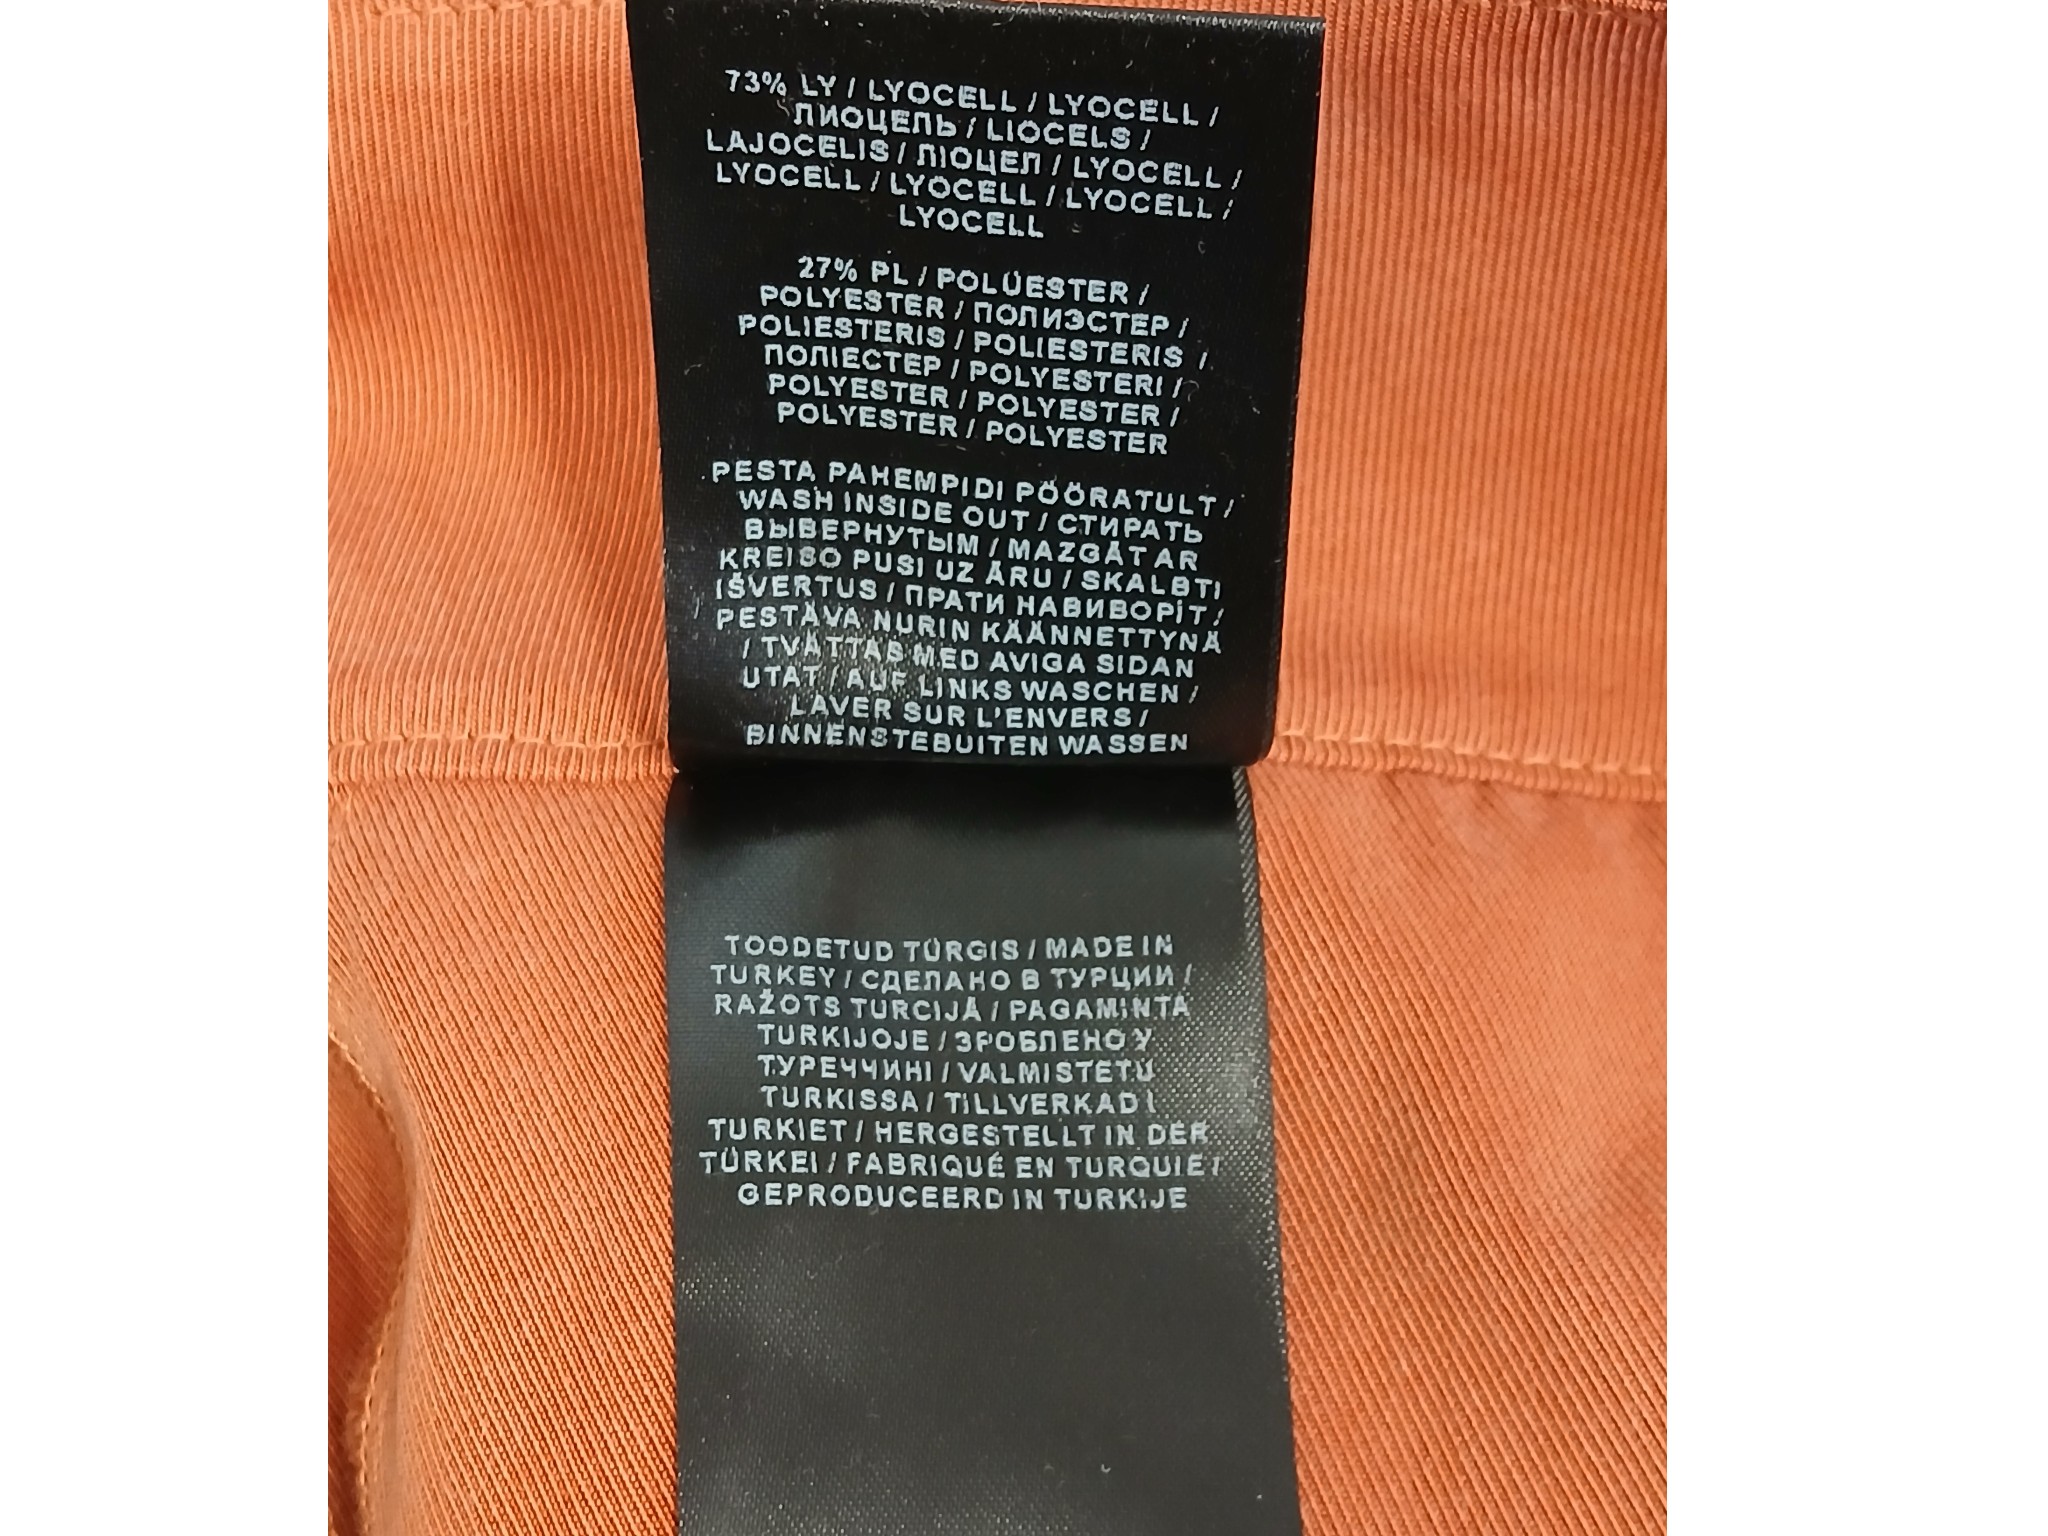 73% LY / LYOCELL / LYOCELL /
ЛИОЦЕЛЬ / LIOCELS /
LAJOCELIS / ЛІОЦЕЛ / LYOCELL /
LYOCELL / LYOCELL / LYOCELL /
LYOCELL
27% PL / POLÜESTER /
POLYESTER / ПОЛИЭСТЕР /
POLIESTERIS / POLIESTERIS /
ПОЛІЕСТЕР / POLYESTERI /
POLYESTER / POLYESTER /
POLYESTER / POLYESTER
PESTA PAHEMPIDI PÖÖRATULT /
WASH INSIDE OUT / СТИРАТЬ
ВЫВЕРНУТЫМ / MAZGĀT AR
KREISO PUSI UZ ĀRU / SKALBTI
IŠVERTUS / ПРАТИ НАВИВОРІТ /
/ PESTÄVÄ NURIN KÄÄNNETTYNÄ
/ TVÄTTAS MED AVIGA SIDAN
UTAT / AUF LINKS WASCHEN /
LAVER SUR L'ENVERS /
BINNENSTEBUITEN WASSEN
TOODETUD TÜRGIS / MADE IN
TURKEY / СДЕЛАНО В ТУРЦИИ /
RAŽOTS TURCIJĀ / PAGAMINTA
TURKIJOJE / ЗРОБЛЕНО У
ТУРЕЧЧИНІ / VALMISTETU
TURKISSA / TILLVERKAD I
TURKIET / HERGESTELLT IN DER
TÜRKEI / FABRIQUÉ EN TURQUIE /
GEPRODUCEERD IN TURKIJE